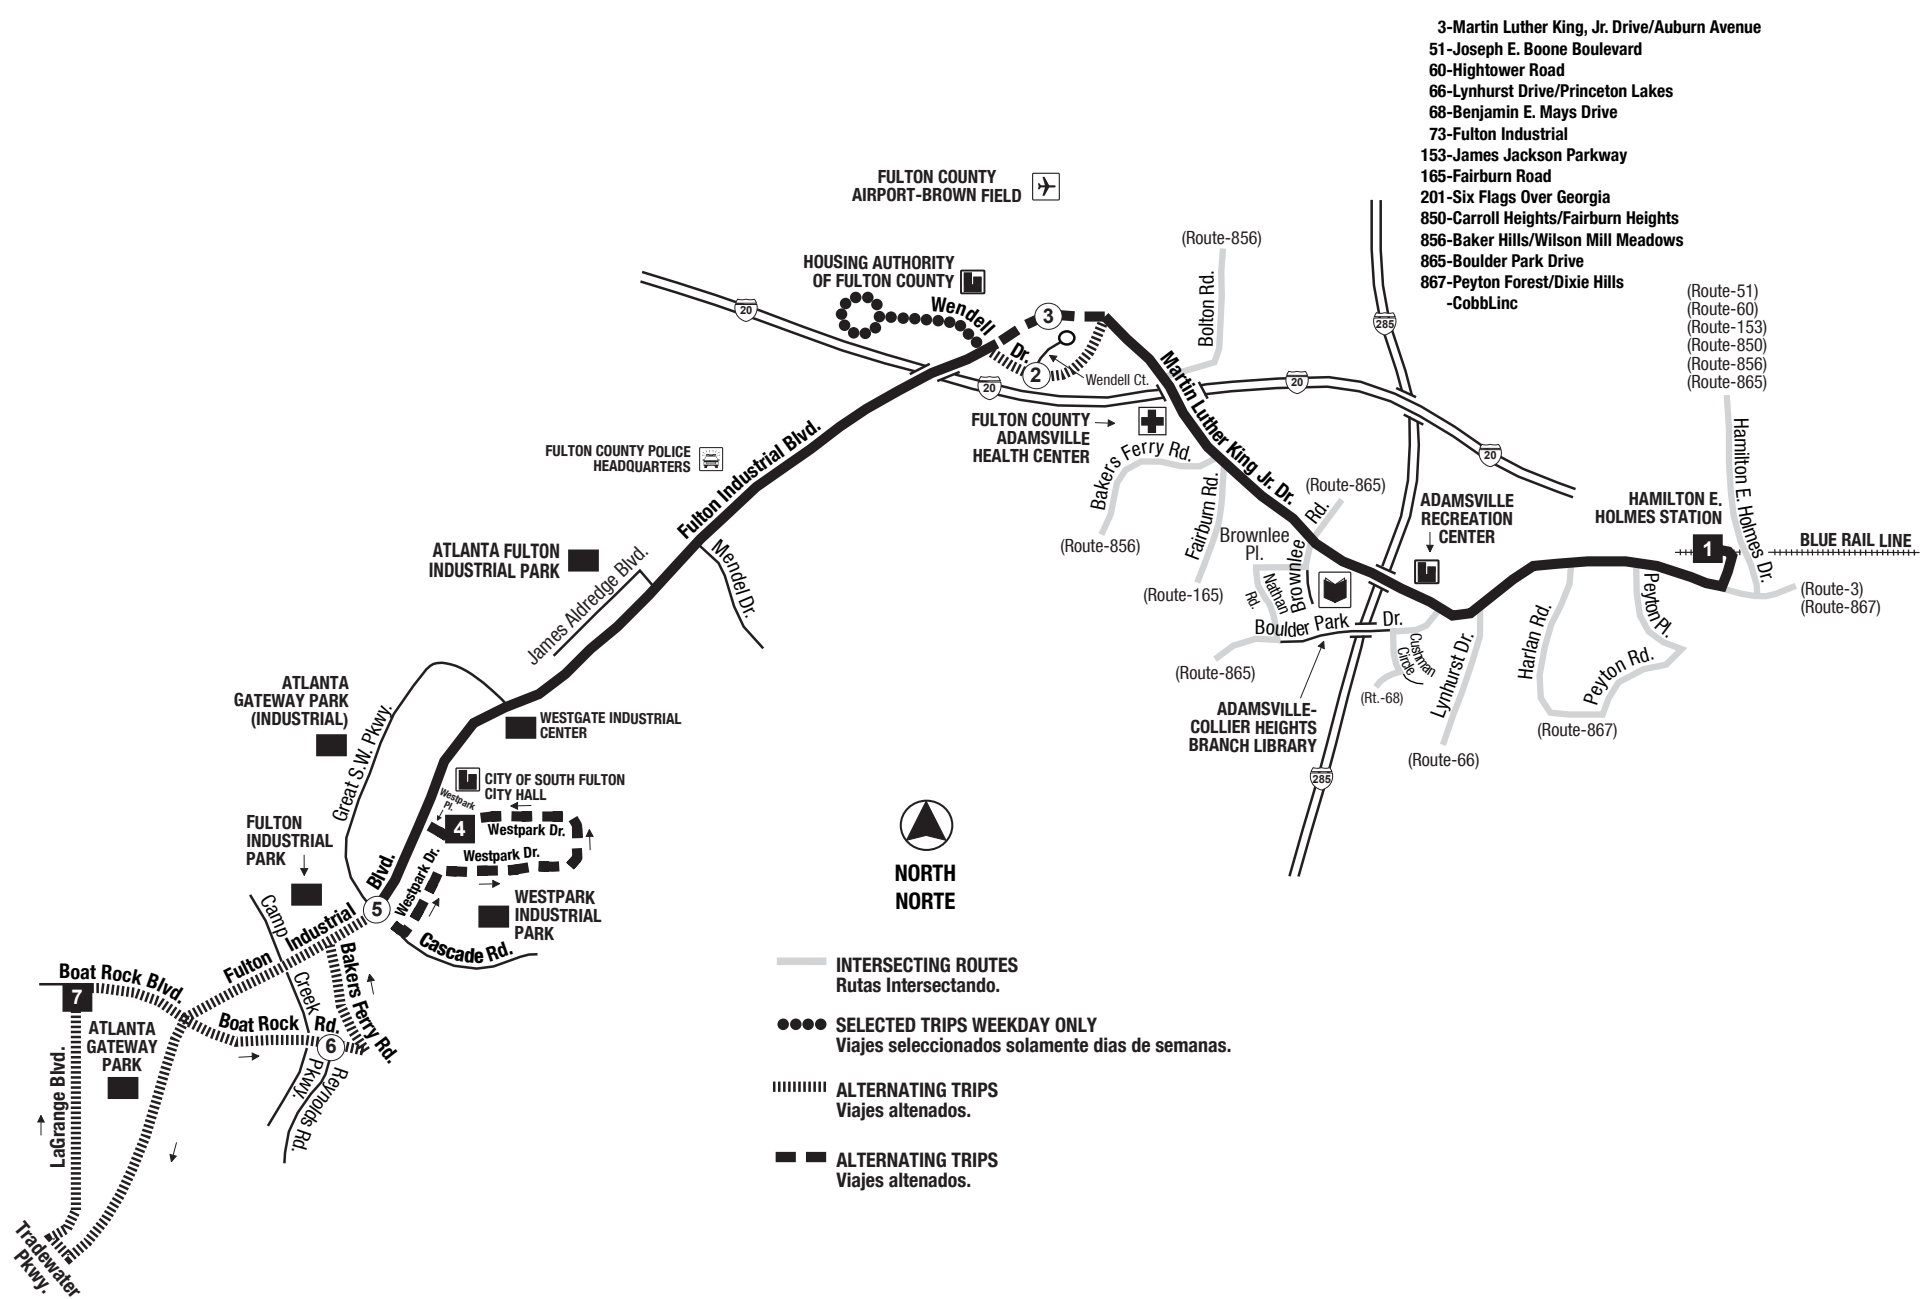 3-Martin Luther King, Jr. Drive/Auburn Avenue
51-Joseph E. Boone Boulevard
60-Hightower Road
66-Lynhurst Drive/Princeton Lakes
68-Benjamin E. Mays Drive
73-Fulton Industrial
153-James Jackson Parkway
165-Fairburn Road
201-Six Flags Over Georgia
850-Carroll Heights/Fairburn Heights
856-Baker Hills/Wilson Mill Meadows
865-Boulder Park Drive
867-Peyton Forest/Dixie Hills
-CobbLinc
FULTON COUNTY
AIRPORT-BROWN FIELD
HOUSING AUTHORITY
OF FULTON COUNTY
Wendell
Dr.
3
2
Wendell Ct.
20
20
20
20
285
285
(Route-856)
Bolton Rd.
Martin Luther King Jr. Dr.
FULTON COUNTY
ADAMSVILLE
HEALTH CENTER
Bakers Ferry Rd.
(Route-856)
Fairburn Rd.
(Route-165)
(Route-865)
Brownlee
Pl.
Brownlee
Rd.
Nathan
Rd.
Boulder Park
Dr.
(Route-865)
ADAMSVILLE-
COLLIER HEIGHTS
BRANCH LIBRARY
ADAMSVILLE
RECREATION
CENTER
Cushman
Circle
(Rt.-68)
Lynhurst Dr.
(Route-66)
Harlan Rd.
Peyton Pl.
Peyton Rd.
(Route-867)
(Route-51)
(Route-60)
(Route-153)
(Route-850)
(Route-856)
(Route-865)
Hamilton E. Holmes Dr.
HAMILTON E.
HOLMES STATION
1
BLUE RAIL LINE
(Route-3)
(Route-867)
FULTON COUNTY POLICE
HEADQUARTERS
Fulton Industrial Blvd.
ATLANTA FULTON
INDUSTRIAL PARK
James Aldredge Blvd.
Mendel Dr.
ATLANTA
GATEWAY PARK
(INDUSTRIAL)
Great S.W. Pkwy.
WESTGATE INDUSTRIAL
CENTER
CITY OF SOUTH FULTON
CITY HALL
Westpark
Pl.
4
Westpark Dr.
Westpark Dr.
Westpark Dr.
WESTPARK
INDUSTRIAL
PARK
FULTON
INDUSTRIAL
PARK
5
Fulton
Industrial
Blvd.
Cascade Rd.
Camp
Creek
Pkwy.
Bakers Ferry Rd.
Boat Rock Blvd.
7
Boat Rock
Rd.
6
Reynolds Rd.
ATLANTA
GATEWAY
PARK
LaGrange Blvd.
Tradewater
Pkwy.
NORTH
NORTE
INTERSECTING ROUTES
Rutas Intersectando.
SELECTED TRIPS WEEKDAY ONLY
Viajes seleccionados solamente dias de semanas.
ALTERNATING TRIPS
Viajes altenados.
ALTERNATING TRIPS
Viajes altenados.